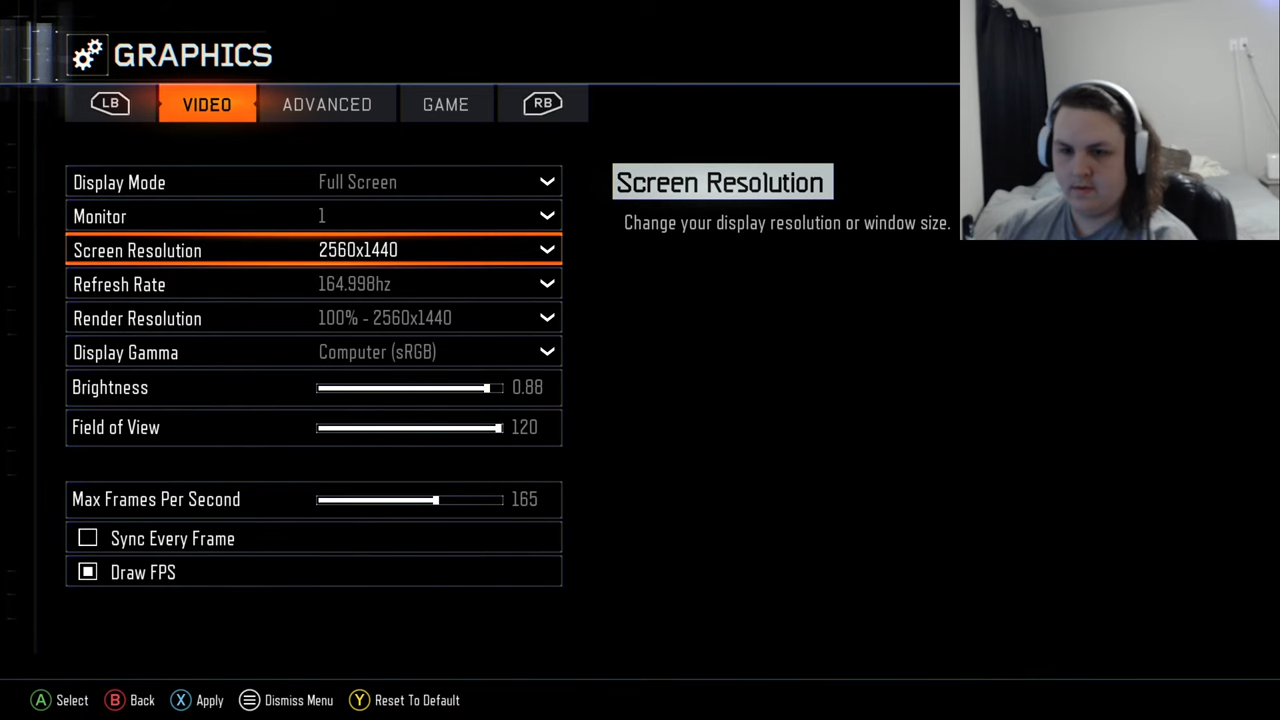 GRAPHICS
LB VIDEO ADVANCED GAME RB
Display Mode Full Screen
Monitor 1
Screen Resolution 2560x1440
Refresh Rate 164.998hz
Render Resolution 100% - 2560x1440
Display Gamma Computer (sRGB)
Brightness 0.88
Field of View 120
Max Frames Per Second 165
Sync Every Frame
Draw FPS
Screen Resolution
Change your display resolution or window size.
A Select B Back X Apply Dismiss Menu Y Reset To Default